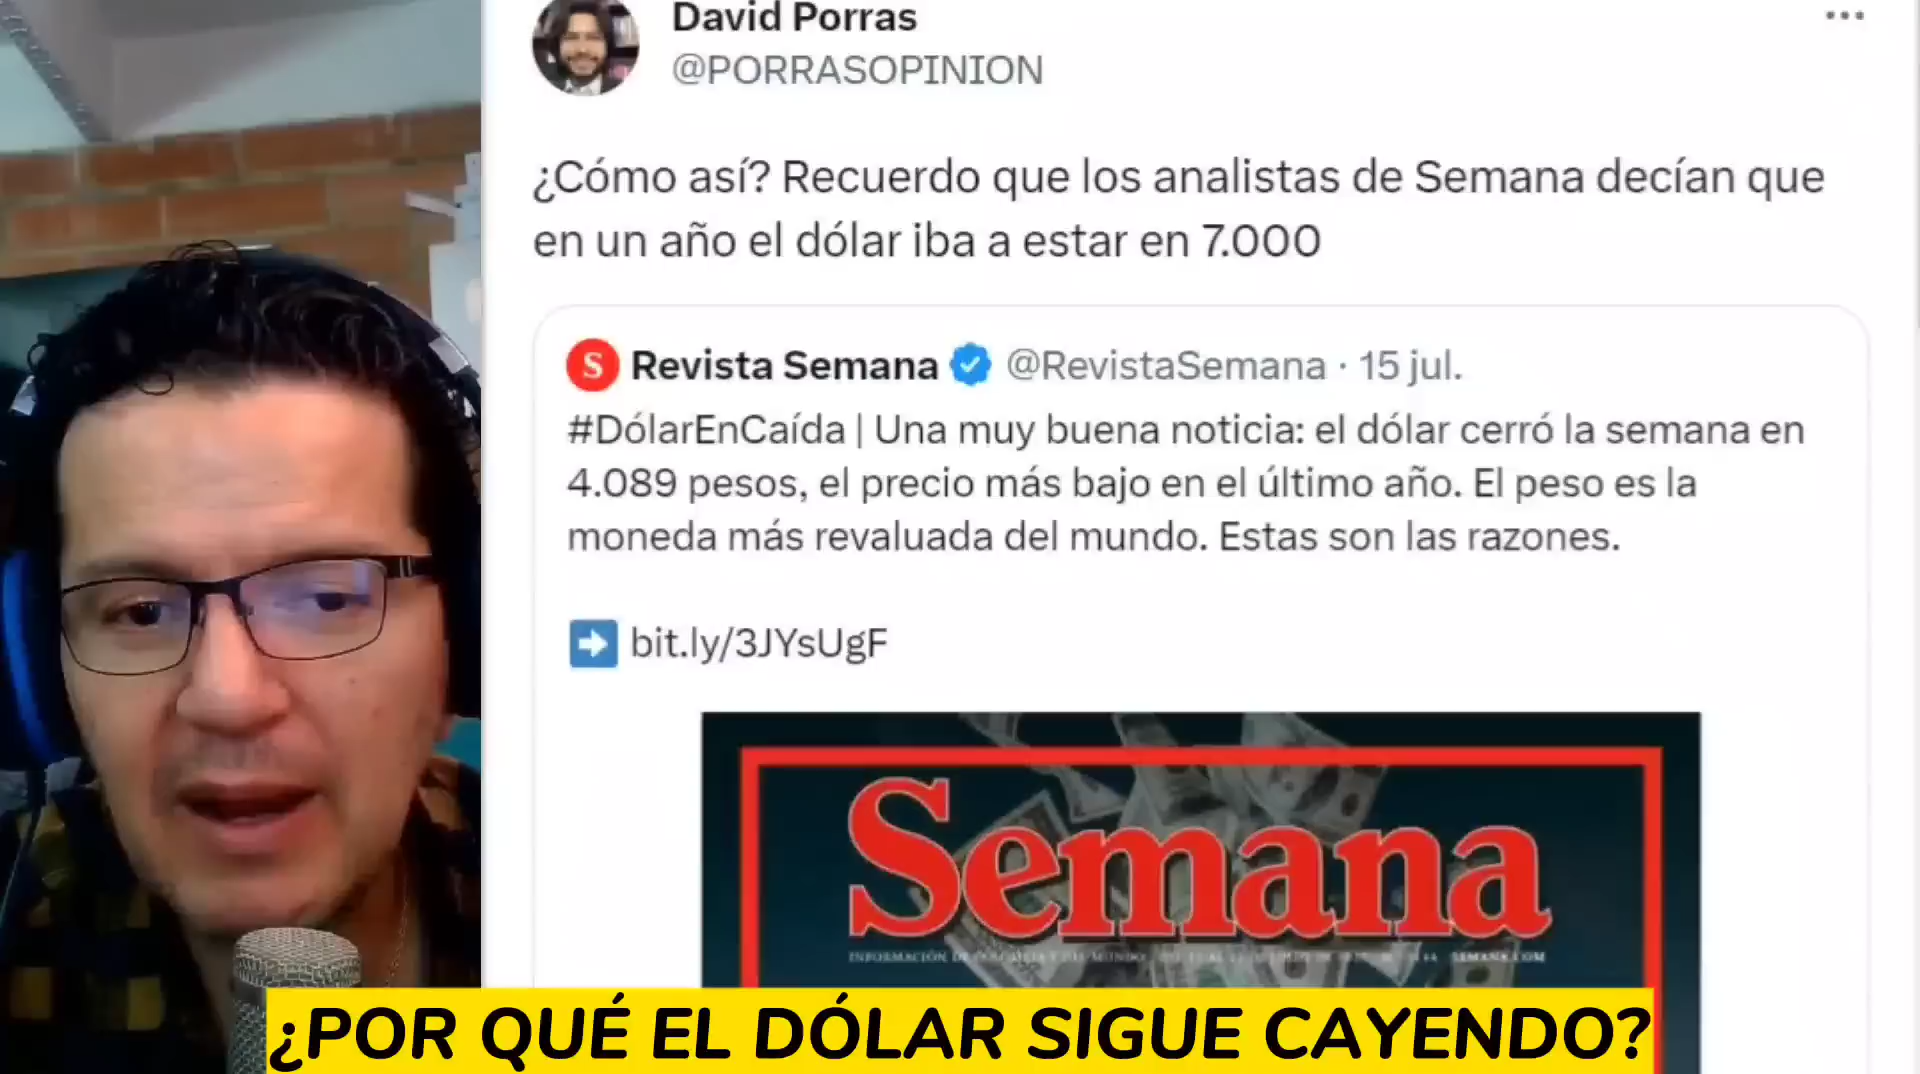 David Porras
@PORRASOPINION
¿Cómo así? Recuerdo que los analistas de Semana decían que
en un año el dólar iba a estar en 7.000
Revista Semana @RevistaSemana · 15 jul.
#DólarEnCaída | Una muy buena noticia: el dólar cerró la semana en
4.089 pesos, el precio más bajo en el último año. El peso es la
moneda más revaluada del mundo. Estas son las razones.
bit.ly/3JYsUgF
Semana
SEMANA.COM
¿POR QUÉ EL DÓLAR SIGUE CAYENDO?